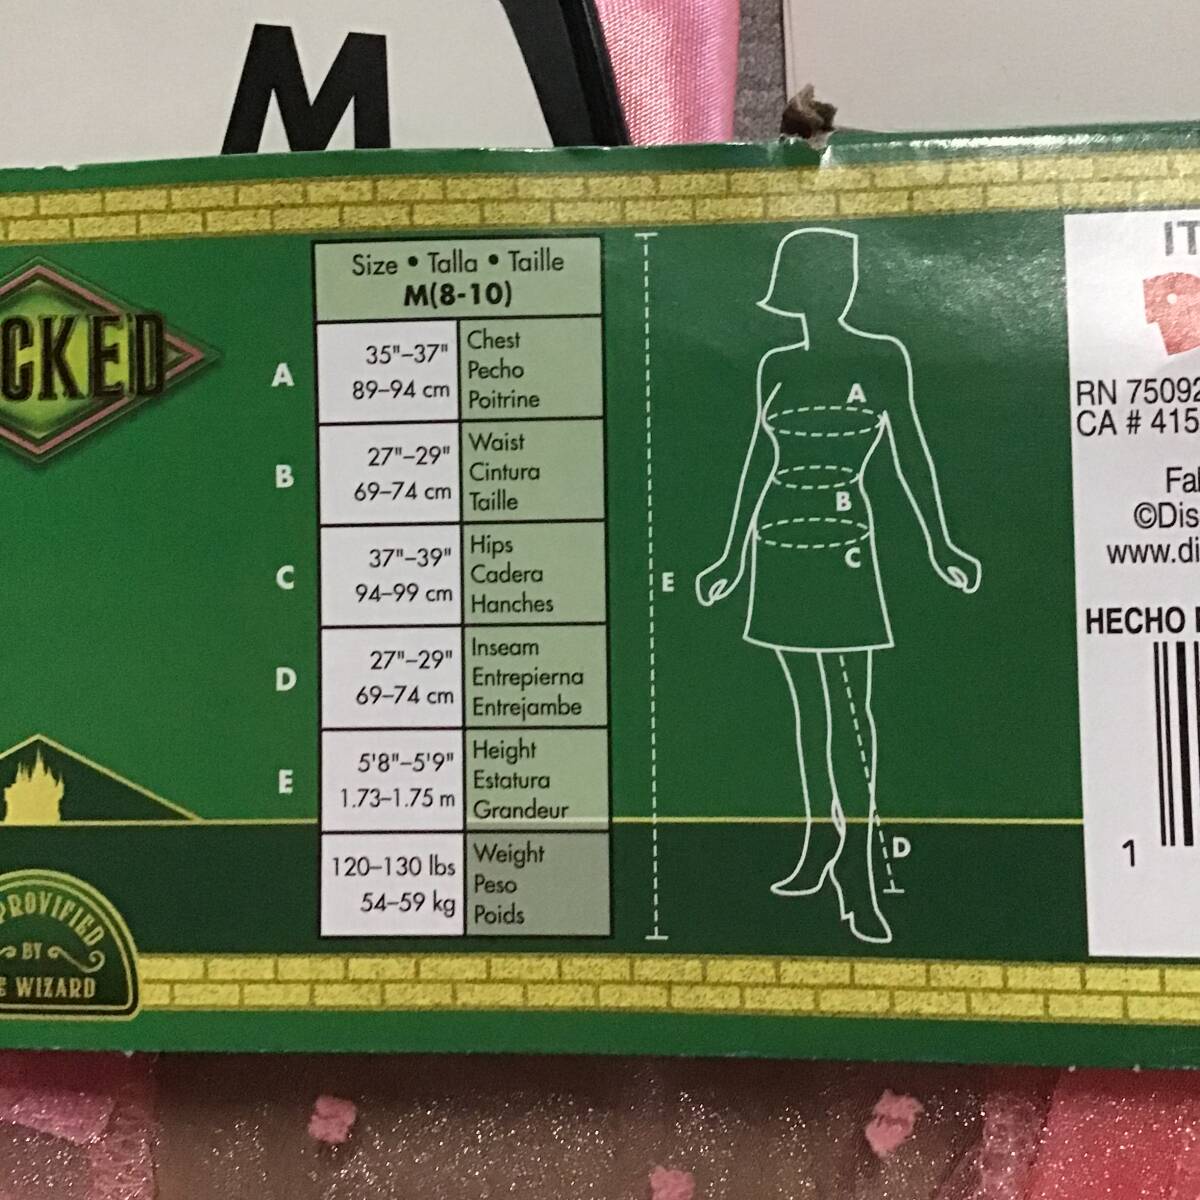 M
CKED
Size • Talla • Taille
M(8-10)
A
35"–37"
89–94 cm
Chest
Pecho
Poitrine
B
27"–29"
69–74 cm
Waist
Cintura
Taille
C
37"–39"
94–99 cm
Hips
Cadera
Hanches
D
27"–29"
69–74 cm
Inseam
Entrepierna
Entrejambe
E
5'8"–5'9"
1.73–1.75 m
Height
Estatura
Grandeur
120–130 lbs
54–59 kg
Weight
Peso
Poids
A
B
C
E
D
PROVIFIED
BY
E WIZARD
IT
RN 75092
CA # 415
Fal
©Dis
www.di
HECHO
1